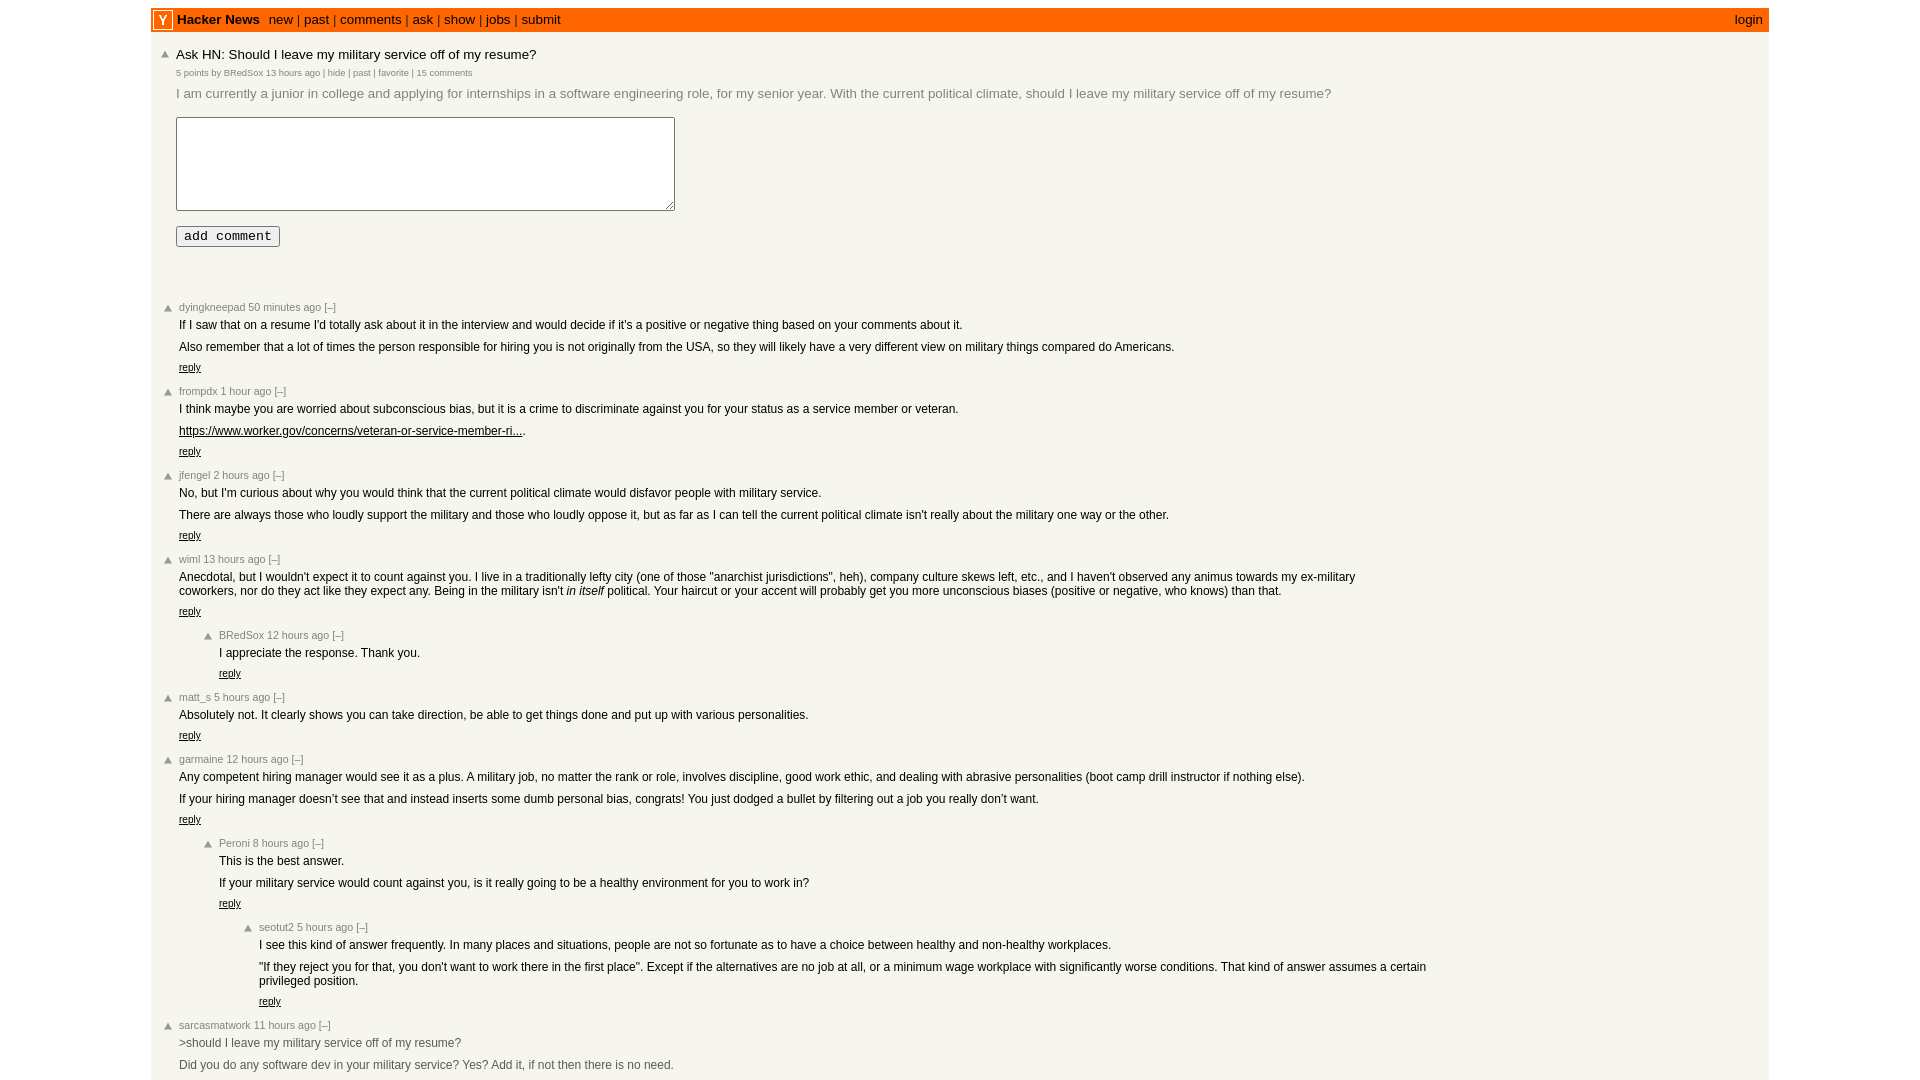 Y Hacker News new | past | comments | ask | show | jobs | submit login
Ask HN: Should I leave my military service off of my resume?
5 points by BRedSox 13 hours ago | hide | past | favorite | 15 comments
I am currently a junior in college and applying for internships in a software engineering role, for my senior year. With the current political climate, should I leave my military service off of my resume?
add comment
dyingkneepad 50 minutes ago [–]
If I saw that on a resume I'd totally ask about it in the interview and would decide if it's a positive or negative thing based on your comments about it.
Also remember that a lot of times the person responsible for hiring you is not originally from the USA, so they will likely have a very different view on military things compared do Americans.
reply
frompdx 1 hour ago [–]
I think maybe you are worried about subconscious bias, but it is a crime to discriminate against you for your status as a service member or veteran.
https://www.worker.gov/concerns/veteran-or-service-member-ri....
reply
jfengel 2 hours ago [–]
No, but I'm curious about why you would think that the current political climate would disfavor people with military service.
There are always those who loudly support the military and those who loudly oppose it, but as far as I can tell the current political climate isn't really about the military one way or the other.
reply
wiml 13 hours ago [–]
Anecdotal, but I wouldn't expect it to count against you. I live in a traditionally lefty city (one of those "anarchist jurisdictions", heh), company culture skews left, etc., and I haven't observed any animus towards my ex-military
coworkers, nor do they act like they expect any. Being in the military isn't in itself political. Your haircut or your accent will probably get you more unconscious biases (positive or negative, who knows) than that.
reply
BRedSox 12 hours ago [–]
I appreciate the response. Thank you.
reply
matt_s 5 hours ago [–]
Absolutely not. It clearly shows you can take direction, be able to get things done and put up with various personalities.
reply
garmaine 12 hours ago [–]
Any competent hiring manager would see it as a plus. A military job, no matter the rank or role, involves discipline, good work ethic, and dealing with abrasive personalities (boot camp drill instructor if nothing else).
If your hiring manager doesn’t see that and instead inserts some dumb personal bias, congrats! You just dodged a bullet by filtering out a job you really don’t want.
reply
Peroni 8 hours ago [–]
This is the best answer.
If your military service would count against you, is it really going to be a healthy environment for you to work in?
reply
seotut2 5 hours ago [–]
I see this kind of answer frequently. In many places and situations, people are not so fortunate as to have a choice between healthy and non-healthy workplaces.
"If they reject you for that, you don't want to work there in the first place". Except if the alternatives are no job at all, or a minimum wage workplace with significantly worse conditions. That kind of answer assumes a certain
privileged position.
reply
sarcasmatwork 11 hours ago [–]
>should I leave my military service off of my resume?
Did you do any software dev in your military service? Yes? Add it, if not then there is no need.